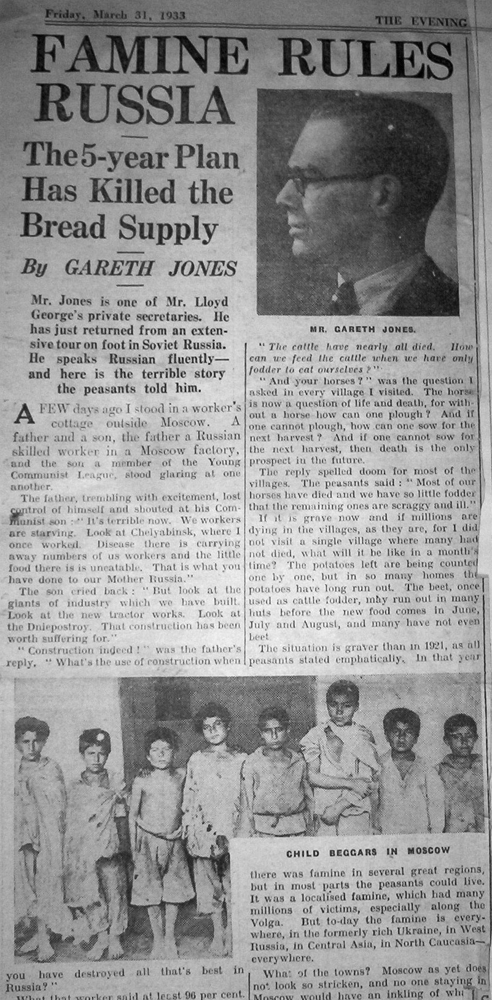 Friday, March 31, 1933
THE EVENING
FAMINE RULES
RUSSIA
The 5-year Plan
Has Killed the
Bread Supply
By GARETH JONES
Mr. Jones is one of Mr. Lloyd
George's private secretaries. He
has just returned from an exten-
sive tour on foot in Soviet Russia.
He speaks Russian fluently—
and here is the terrible story
the peasants told him.
A FEW days ago I stood in a worker's
cottage outside Moscow. A
father and a son, the father a Russian
skilled worker in a Moscow factory,
and the son a member of the Young
Communist League, stood glaring at one
another.
The father, trembling with excitement, lost
control of himself and shouted at his Com-
munist son: "It's terrible now. We workers
are starving. Look at Chelyabinsk, where I
once worked. Disease there is carrying
away numbers of us workers and the little
food there is is uneatable. That is what you
have done to our Mother Russia."
The son cried back: "But look at the
giants of industry which we have built.
Look at the new tractor works. Look at
the Dniepostroy. That construction has been
worth suffering for."
"Construction indeed!" was the father's
reply. "What's the use of construction when
you have destroyed all that's best in
Russia?"
What that worker said at least 96 per cent.
MR. GARETH JONES.
"The cattle have nearly all died. How
can we feed the cattle when we have only
fodder to eat ourselves?"
"And your horses?" was the question I
asked in every village I visited. The horse
is now a question of life and death, for with-
out a horse how can one plough? And if
one cannot plough, how can one sow for the
next harvest? And if one cannot sow for
the next harvest, then death is the only
prospect in the future.
The reply spelled doom for most of the
villages. The peasants said: "Most of our
horses have died and we have so little fodder
that the remaining ones are scraggy and ill."
If it is grave now and if millions are
dying in the villages, as they are, for I did
not visit a single village where many had
not died, what will it be like in a month's
time? The potatoes left are being counted
one by one, but in so many homes the
potatoes have long run out. The beet, once
used as cattle fodder, may run out in many
huts before the new food comes in June,
July and August, and many have not even
beet.
The situation is graver than in 1921, as all
peasants stated emphatically. In that year
CHILD BEGGARS IN MOSCOW
there was famine in several great regions,
but in most parts the peasants could live.
It was a localised famine, which had many
millions of victims, especially along the
Volga. But to-day the famine is every-
where, in the formerly rich Ukraine, in West
Russia, in Central Asia, in North Caucasia—
everywhere.
What of the towns? Moscow as yet does
not look so stricken, and no one staying in
Moscow would have an inkling of